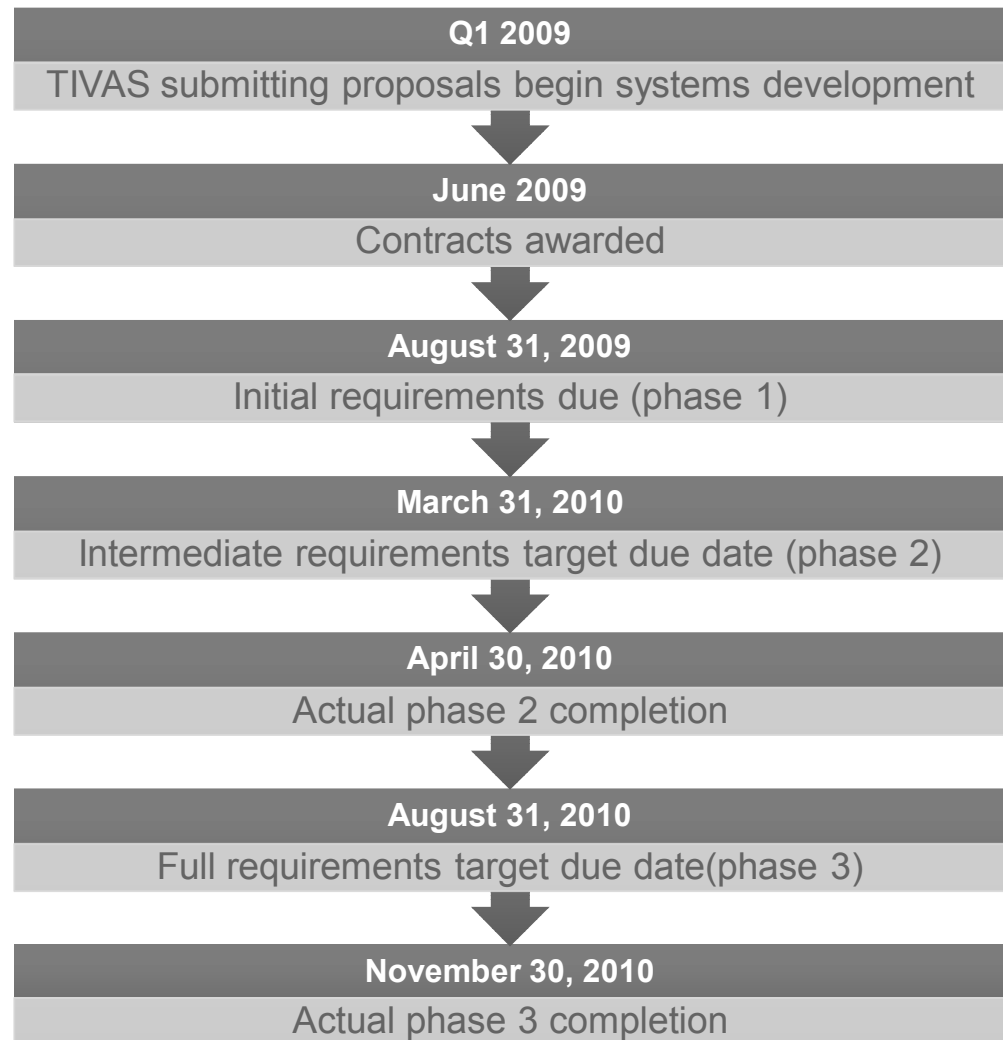 Q1 2009
TIVAS submitting proposals begin systems development
June 2009
Contracts awarded
August 31, 2009
Initial requirements due (phase 1)
March 31, 2010
Intermediate requirements target due date (phase 2)
April 30, 2010
Actual phase 2 completion
August 31, 2010
Full requirements target due date(phase 3)
November 30, 2010
Actual phase 3 completion